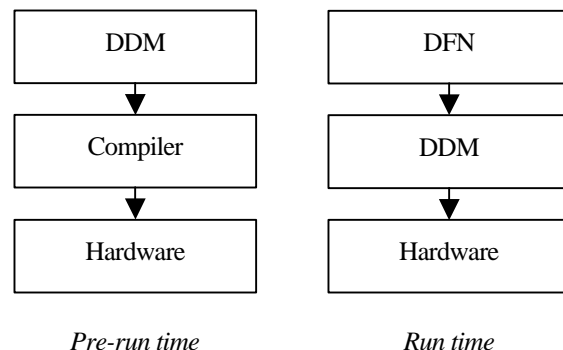 DDM
DFN
Compiler
DDM
Hardware
Hardware
Pre-run time
Run time